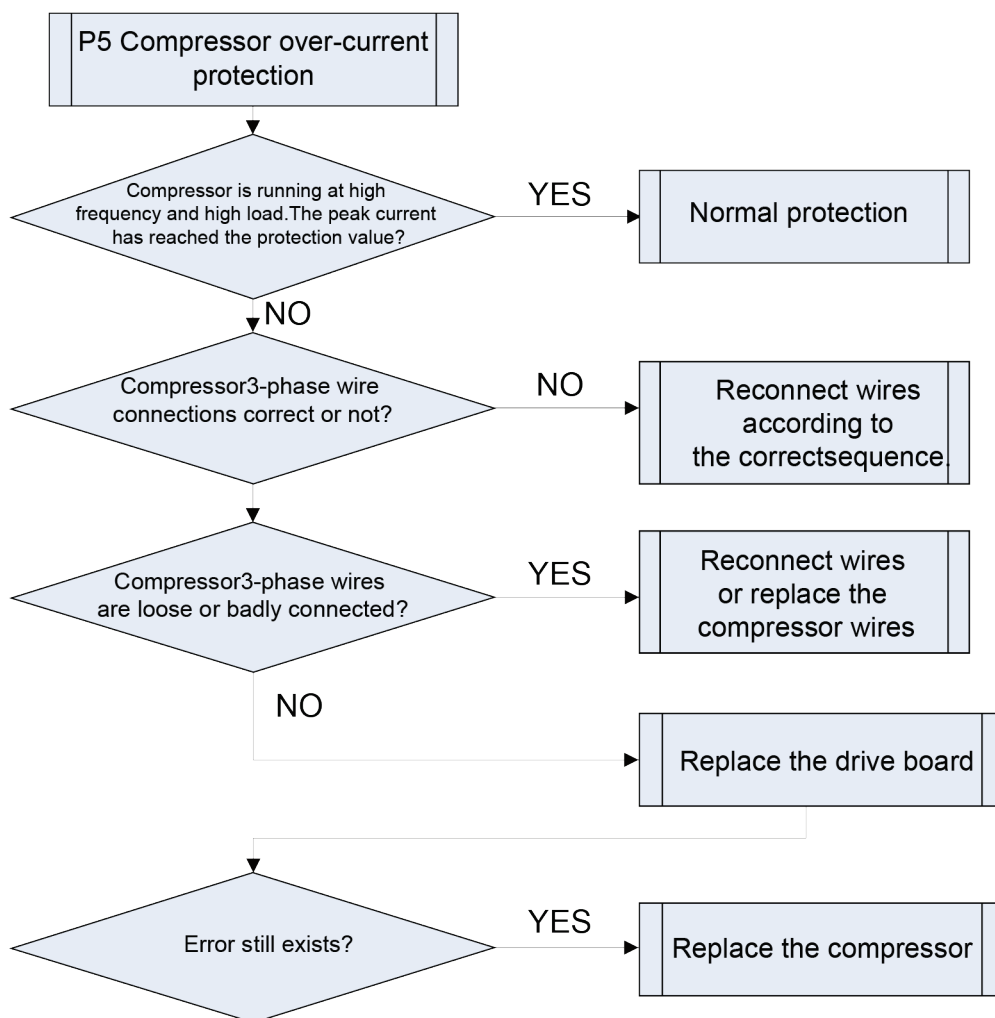 P5 Compressor over-current
protection
Compressor is running at high
frequency and high load.The peak current
has reached the protection value?
YES
Normal protection
NO
Compressor3-phase wire
connections correct or not?
NO
Reconnect wires
according to
the correctsequence.
Compressor3-phase wires
are loose or badly connected?
YES
Reconnect wires
or replace the
compressor wires
NO
Replace the drive board
Error still exists?
YES
Replace the compressor